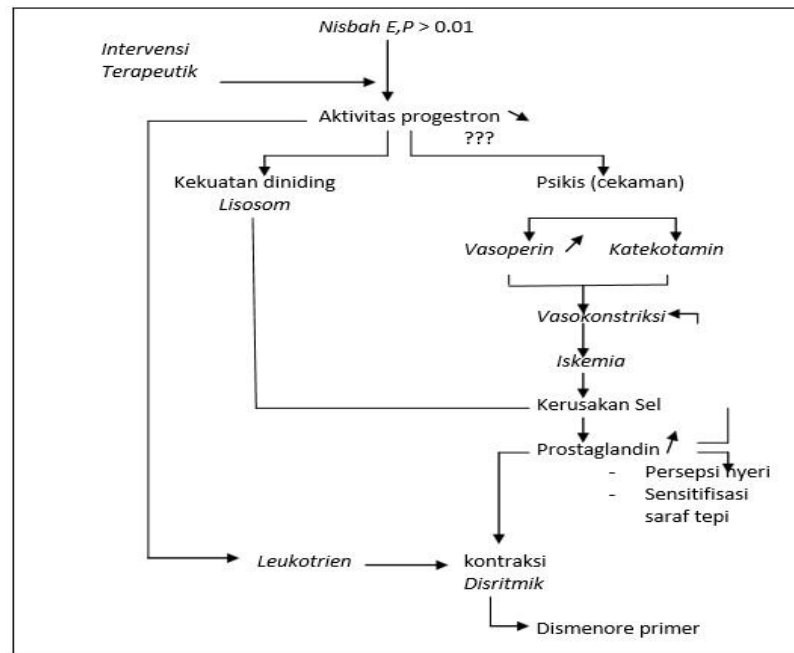 Nisbah E,P > 0.01
Intervensi
Terapeutik
Aktivitas progestron
???
Kekuatan diniding
Lisosom
Psikis (cekaman)
Vasoperin
Katekotamin
Vasokonstriksi
Iskemia
Kerusakan Sel
Prostaglandin
- Persepsi nyeri
- Sensitifisasi
saraf tepi
Leukotrien
kontraksi
Disritmik
Dismenore primer